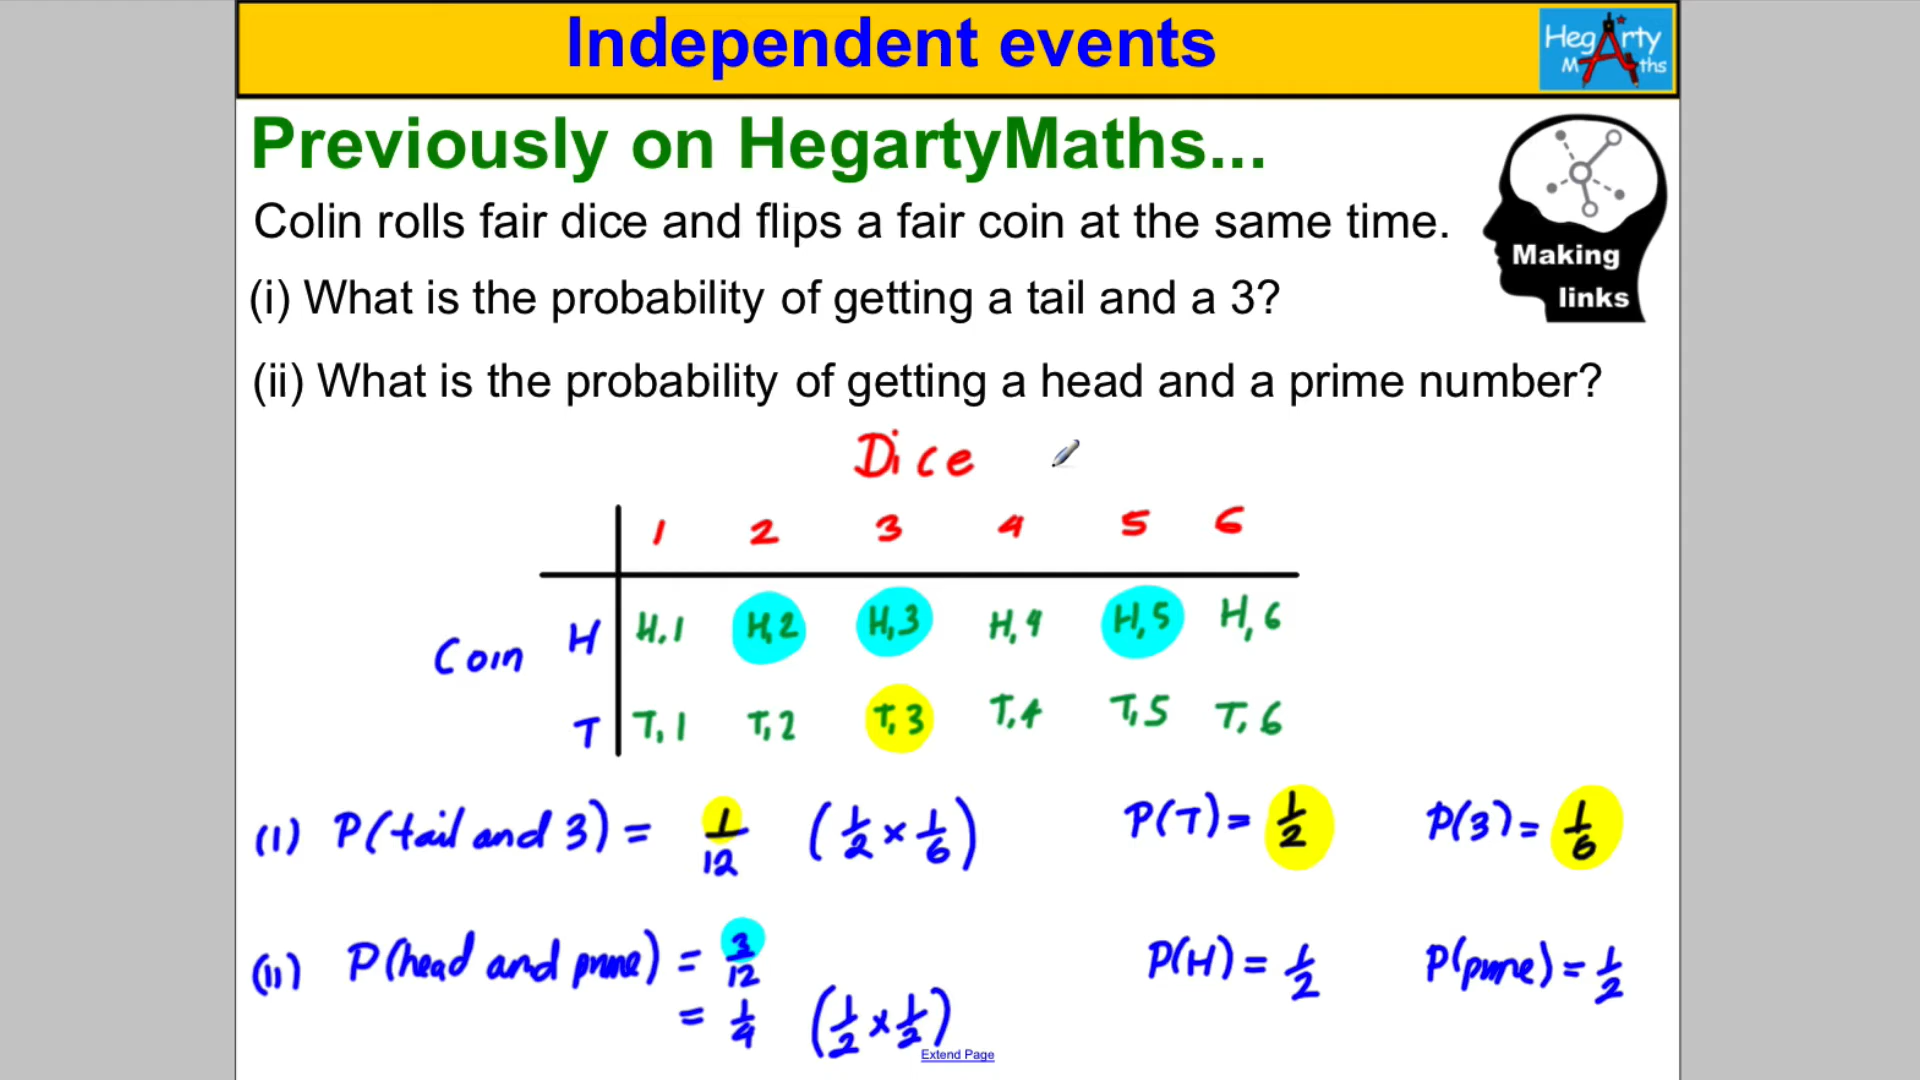 Independent events
HegArty
Maths
Previously on HegartyMaths...
Colin rolls fair dice and flips a fair coin at the same time.
(i) What is the probability of getting a tail and a 3?
(ii) What is the probability of getting a head and a prime number?
Making
links
Dice
1 2 3 4 5 6
Coin H H,1 H,2 H,3 H,4 H,5 H,6
T T,1 T,2 T,3 T,4 T,5 T,6
(i) P(tail and 3) = 1/12 (1/2 × 1/6) P(T) = 1/2 P(3) = 1/6
(ii) P(head and prime) = 3/12 P(H) = 1/2 P(prime) = 1/2
= 1/4 (1/2 × 1/2)
Extend Page